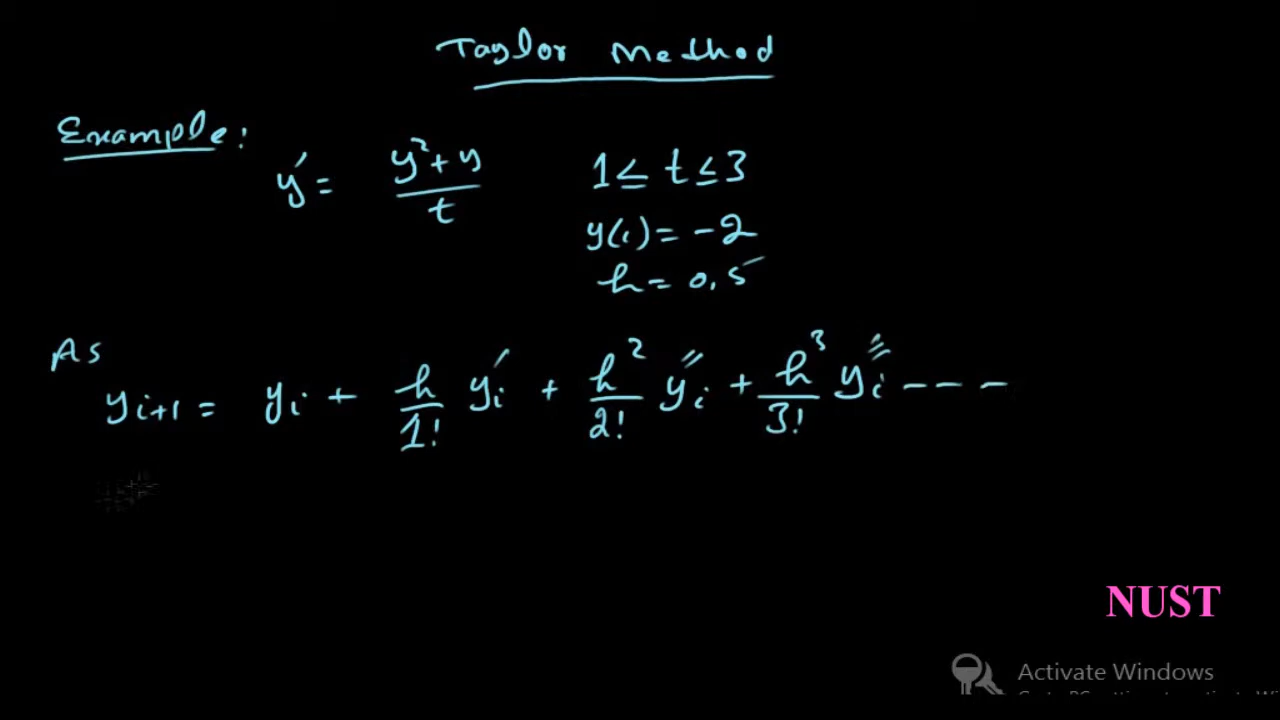 Taylor Method
Example:
y′ = (y² + y)/t    1 ≤ t ≤ 3
y(1) = -2
h = 0.5
As
y_{i+1} = y_i + h/1! y_i′ + h²/2! y_i″ + h³/3! y_i‴ ---
NUST
Activate Windows